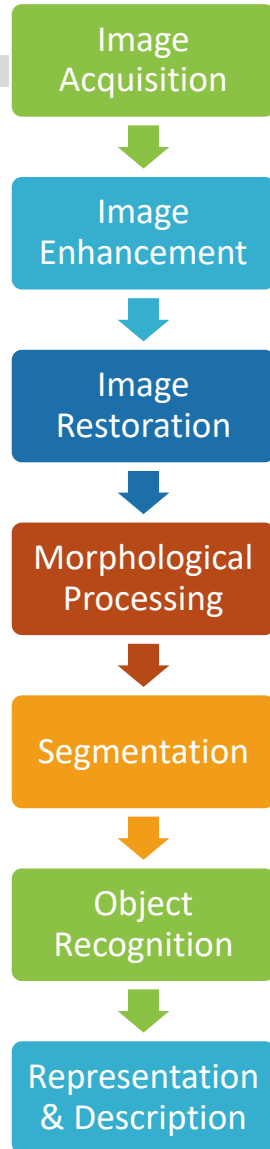 Image
Acquisition
Image
Enhancement
Image
Restoration
Morphological
Processing
Segmentation
Object
Recognition
Representation
& Description